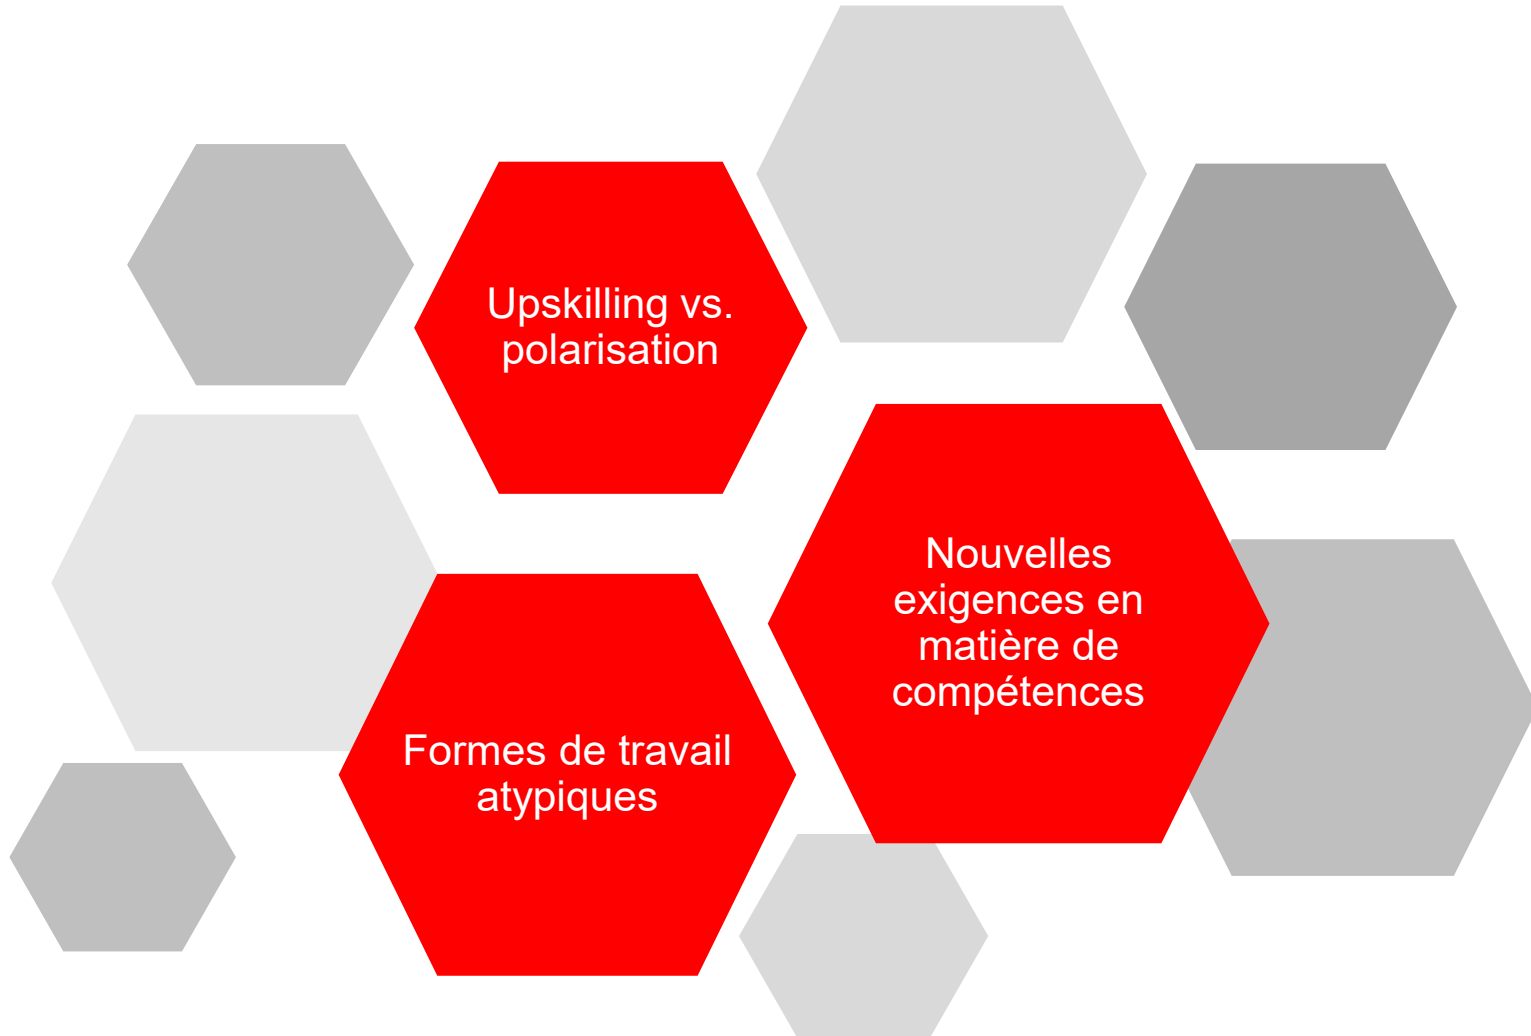 Upskilling vs.
polarisation
Nouvelles
exigences en
matière de
compétences
Formes de travail
atypiques